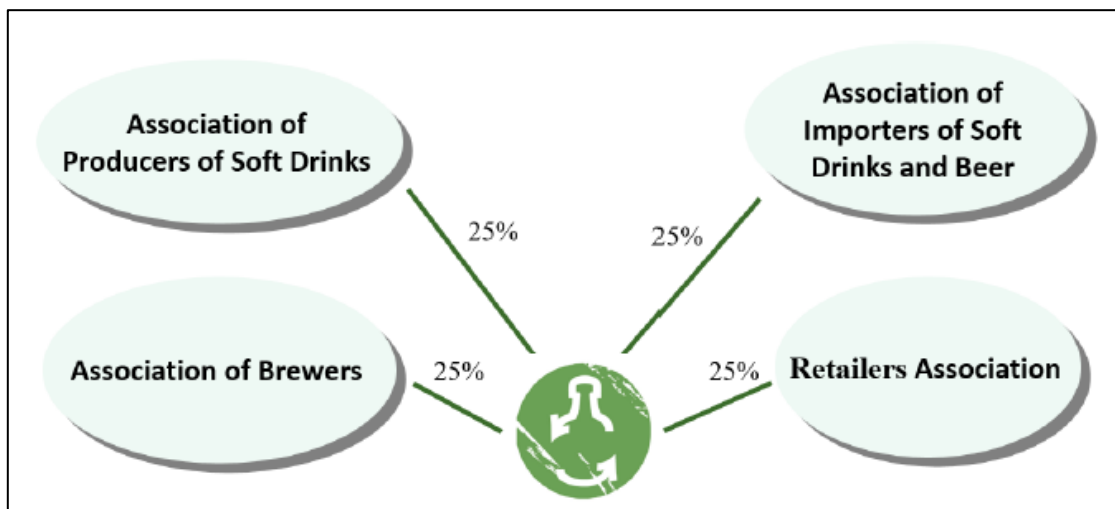 Association of
Producers of Soft Drinks
Association of
Importers of Soft
Drinks and Beer
25%
25%
Association of Brewers
25%
25%
Retailers Association